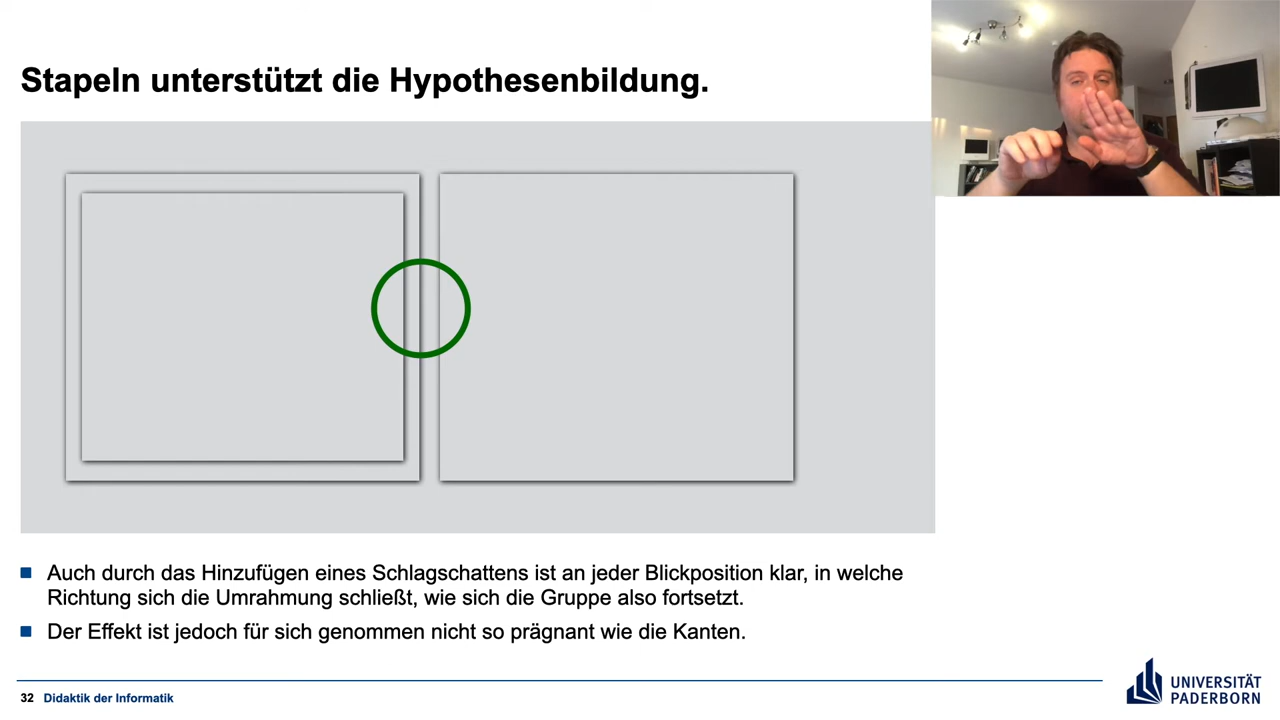 Stapeln unterstützt die Hypothesenbildung.
Auch durch das Hinzufügen eines Schlagschattens ist an jeder Blickposition klar, in welche
Richtung sich die Umrahmung schließt, wie sich die Gruppe also fortsetzt.
Der Effekt ist jedoch für sich genommen nicht so prägnant wie die Kanten.
32 Didaktik der Informatik
UNIVERSITÄT
PADERBORN